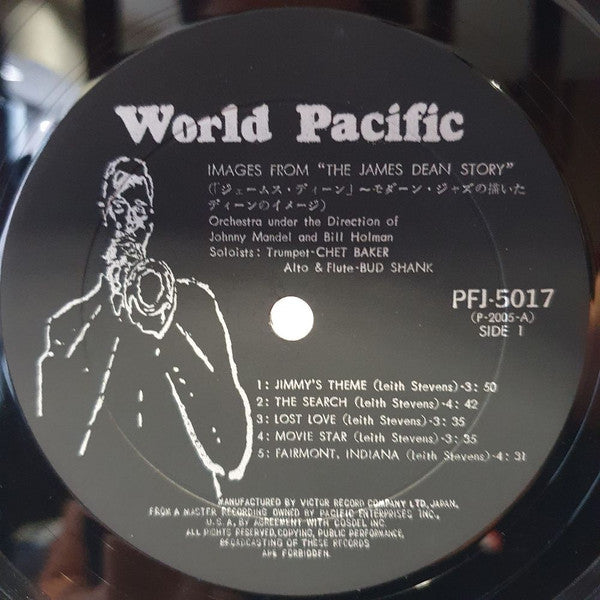 World Pacific
IMAGES FROM "THE JAMES DEAN STORY"
(「ジェームス・ディーン」～モダーン・ジャズの描いた
ディーンのイメージ)
Orchestra under the Direction of
Johnny Mandel and Bill Holman
Soloists : Trumpet-CHET BAKER
Alto & Flute-BUD SHANK
PFJ-5017
(P-2005-A)
SIDE 1
1 : JIMMY'S THEME (Leith Stevens)-3 : 50
2 : THE SEARCH (Leith Stevens)-4 : 42
3 : LOST LOVE (Leith Stevens)-3 : 35
4 : MOVIE STAR (Leith Stevens)-3 : 35
5 : FAIRMONT, INDIANA (Leith Stevens)-4 : 31
MANUFACTURED BY VICTOR RECORD COMPANY LTD, JAPAN,
FROM A MASTER RECORDING OWNED BY PACIFIC ENTERPRISES INC.,
U. S. A. BY AGREEMENT WITH COSDEL INC.
ALL RIGHTS RESERVED, COPYING, PUBLIC PERFORMANCE,
BROADCASTING OF THESE RECORDS
ARE FORBIDDEN.